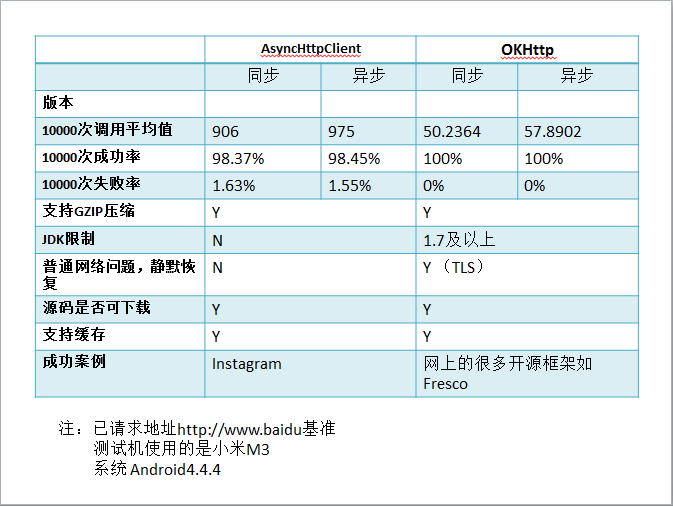 AsyncHttpClient OKHttp
同步 异步 同步 异步
版本
10000次调用平均值 906 975 50.2364 57.8902
10000次成功率 98.37% 98.45% 100% 100%
10000次失败率 1.63% 1.55% 0% 0%
支持GZIP压缩 Y Y
JDK限制 N 1.7及以上
普通网络问题，静默恢 N Y （TLS）
复
源码是否可下载 Y Y
支持缓存 Y Y
成功案例 Instagram 网上的很多开源框架如
Fresco
注：已请求地址http://www.baidu基准
测试机使用的是小米M3
系统 Android4.4.4